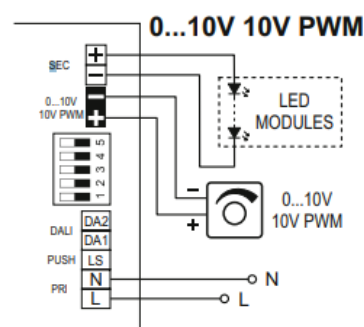 0...10V 10V PWM
+
SEC
−
0...10V
10V PWM
−
+
LED
MODULES
5
4
3
2
1
−
+
0...10V
10V PWM
DALI
DA2
DA1
PUSH
LS
PRI
N
L
N
L